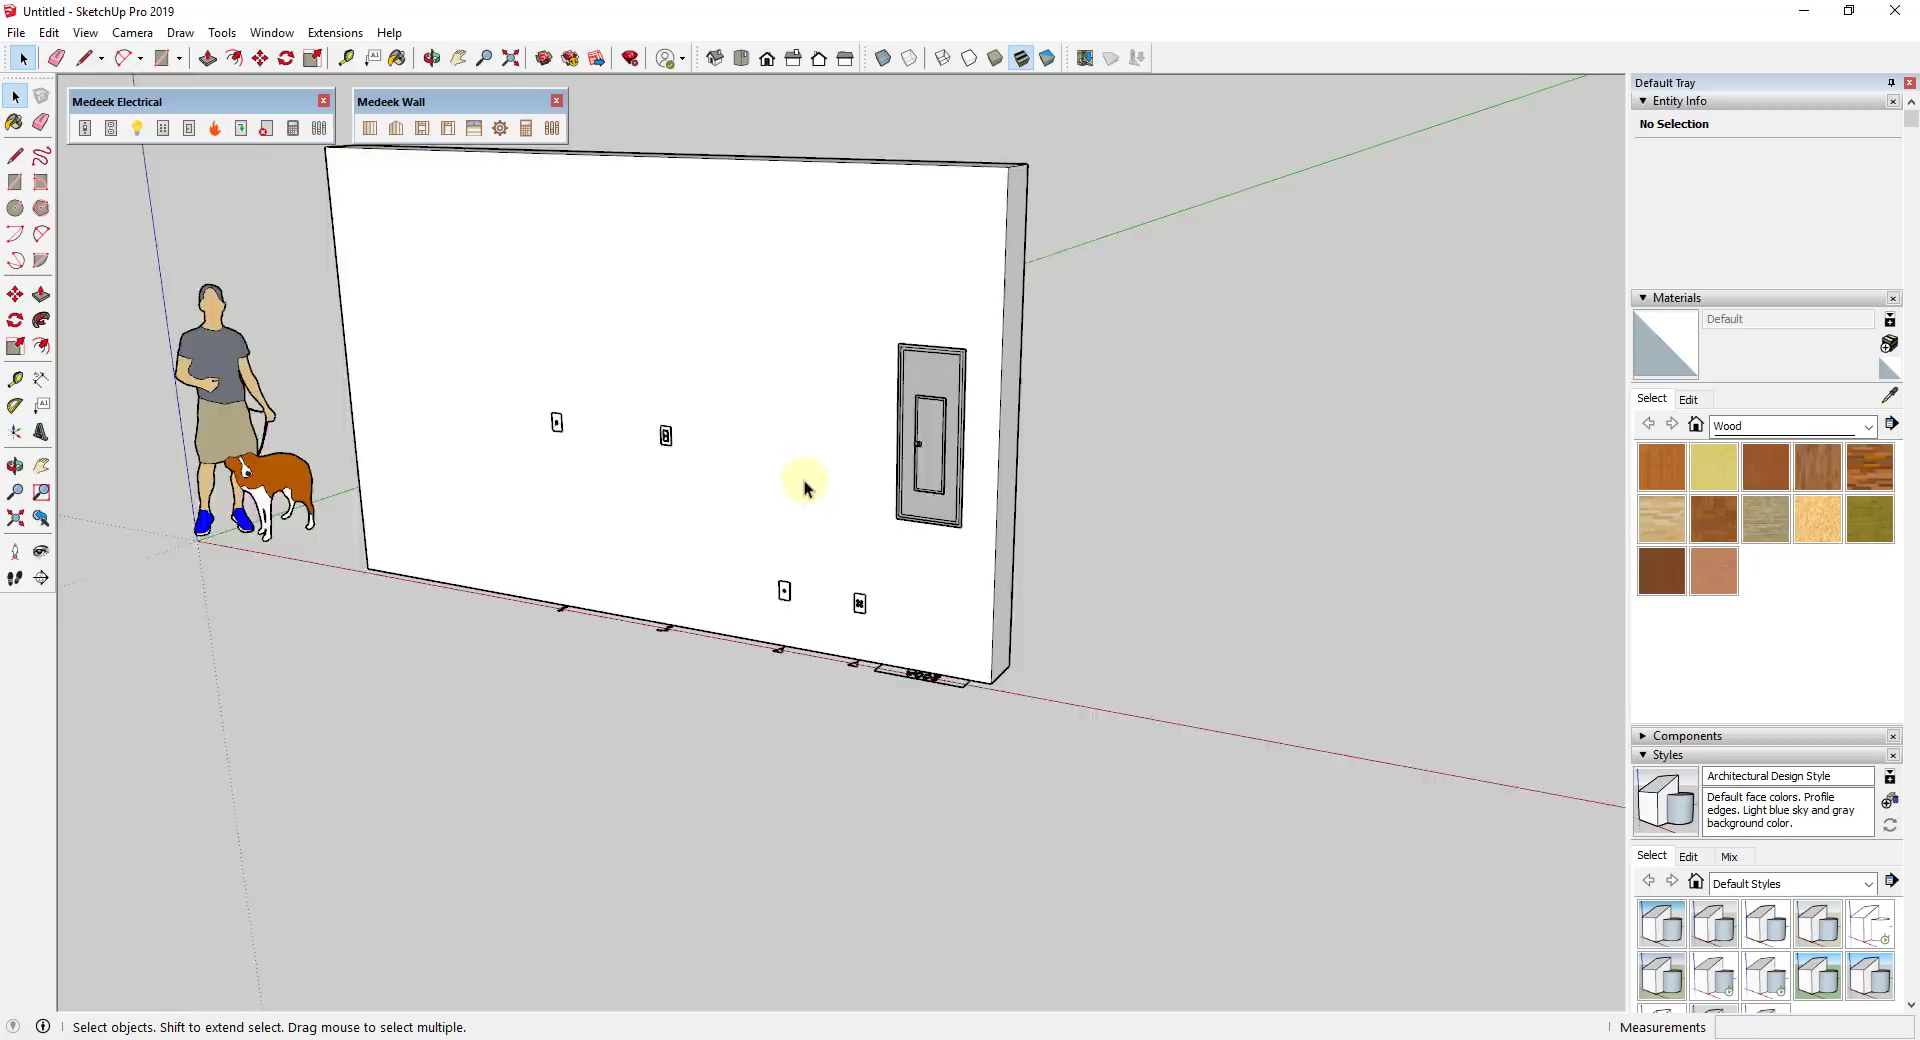 Untitled - SketchUp Pro 2019
File Edit View Camera Draw Tools Window Extensions Help
Default Tray
Medeek Electrical
Medeek Wall
Entity Info
No Selection
Materials
Default
Select Edit
Wood
Components
Styles
Architectural Design Style
Default face colors. Profile
edges. Light blue sky and gray
background color.
Select Edit Mix
Default Styles
Select objects. Shift to extend select. Drag mouse to select multiple.
Measurements